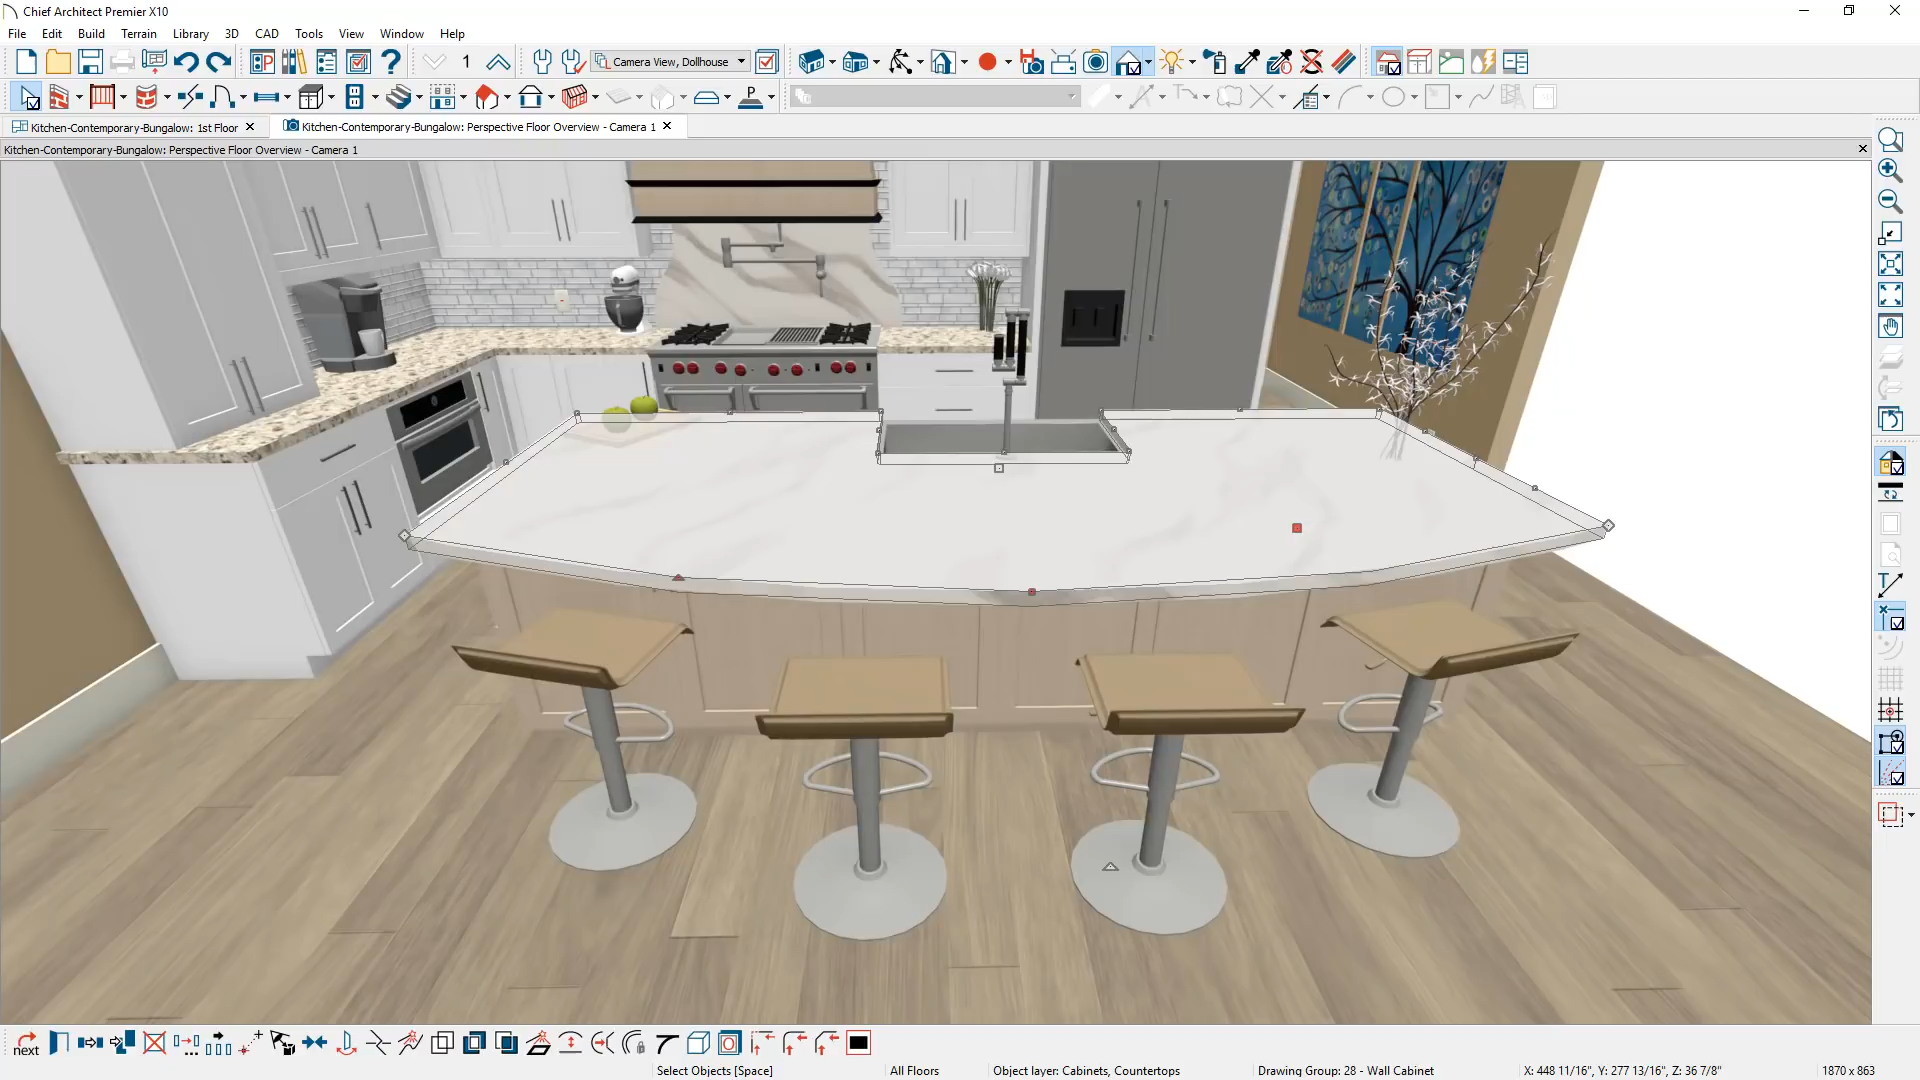 Chief Architect Premier X10
File Edit Build Terrain Library 3D CAD Tools View Window Help
1 Camera View, Dollhouse
P
Kitchen-Contemporary-Bungalow: 1st Floor Kitchen-Contemporary-Bungalow: Perspective Floor Overview - Camera 1
Kitchen-Contemporary-Bungalow: Perspective Floor Overview - Camera 1
T
next
Select Objects [Space] All Floors Object layer: Cabinets, Countertops Drawing Group: 28 - Wall Cabinet X: 448 11/16", Y: 277 13/16", Z: 36 7/8" 1870 x 863